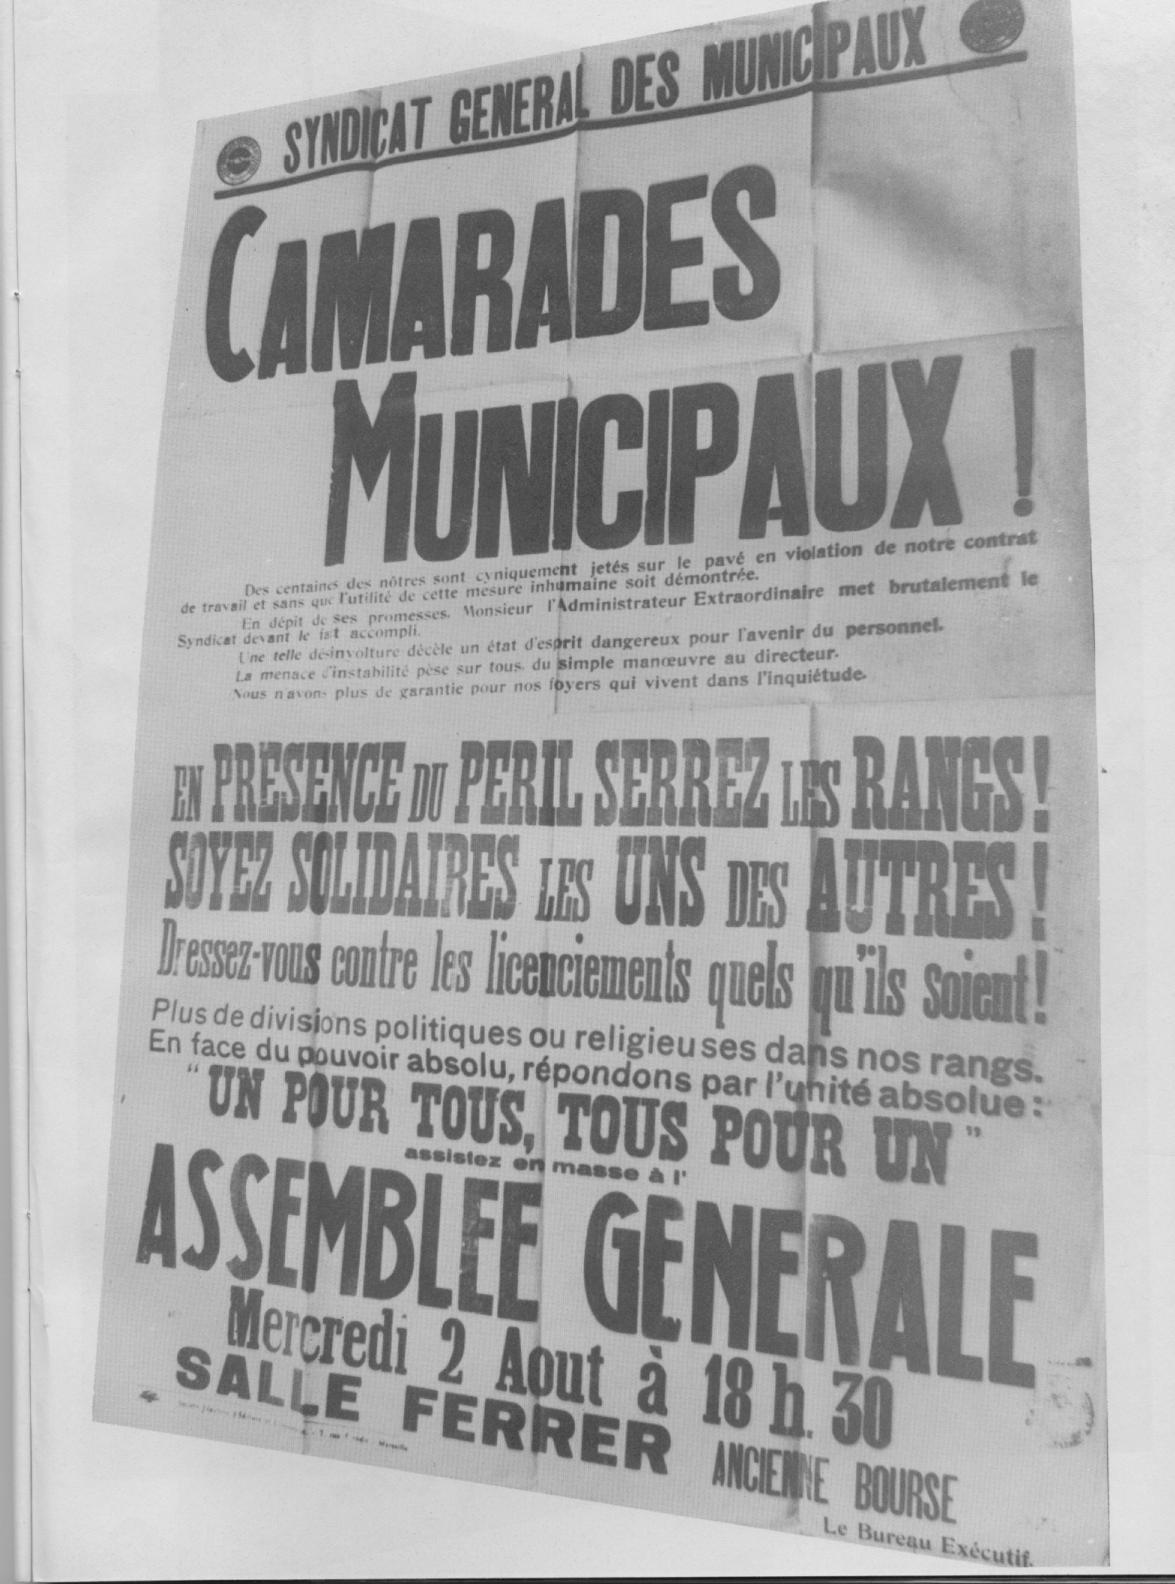 SYNDICAT GENERAL DES MUNICIPAUX
CAMARADES
MUNICIPAUX !
Des centaines des nôtres sont cyniquement jetés sur le pavé en violation de notre contrat
de travail et sans que l'utilité de cette mesure inhumaine soit démontrée.
En dépit de ses promesses, Monsieur l'Administrateur Extraordinaire met brutalement le
Syndicat devant le fait accompli.
Une telle désinvolture décèle un état d'esprit dangereux pour l'avenir du personnel.
La menace d'instabilité pèse sur tous, du simple manœuvre au directeur.
Nous n'avons plus de garantie pour nos foyers qui vivent dans l'inquiétude.
EN PRESENCE DU PERIL SERREZ LES RANGS !
SOYEZ SOLIDAIRES LES UNS DES AUTRES !
Dressez-vous contre les licenciements quels qu'ils soient !
Plus de divisions politiques ou religieuses dans nos rangs.
En face du pouvoir absolu, répondons par l'unité absolue :
" UN POUR TOUS, TOUS POUR UN "
assistez en masse à l'
ASSEMBLEE GENERALE
Mercredi 2 Aout à 18 h. 30
SALLE FERRER ANCIENNE BOURSE
Le Bureau Exécutif.